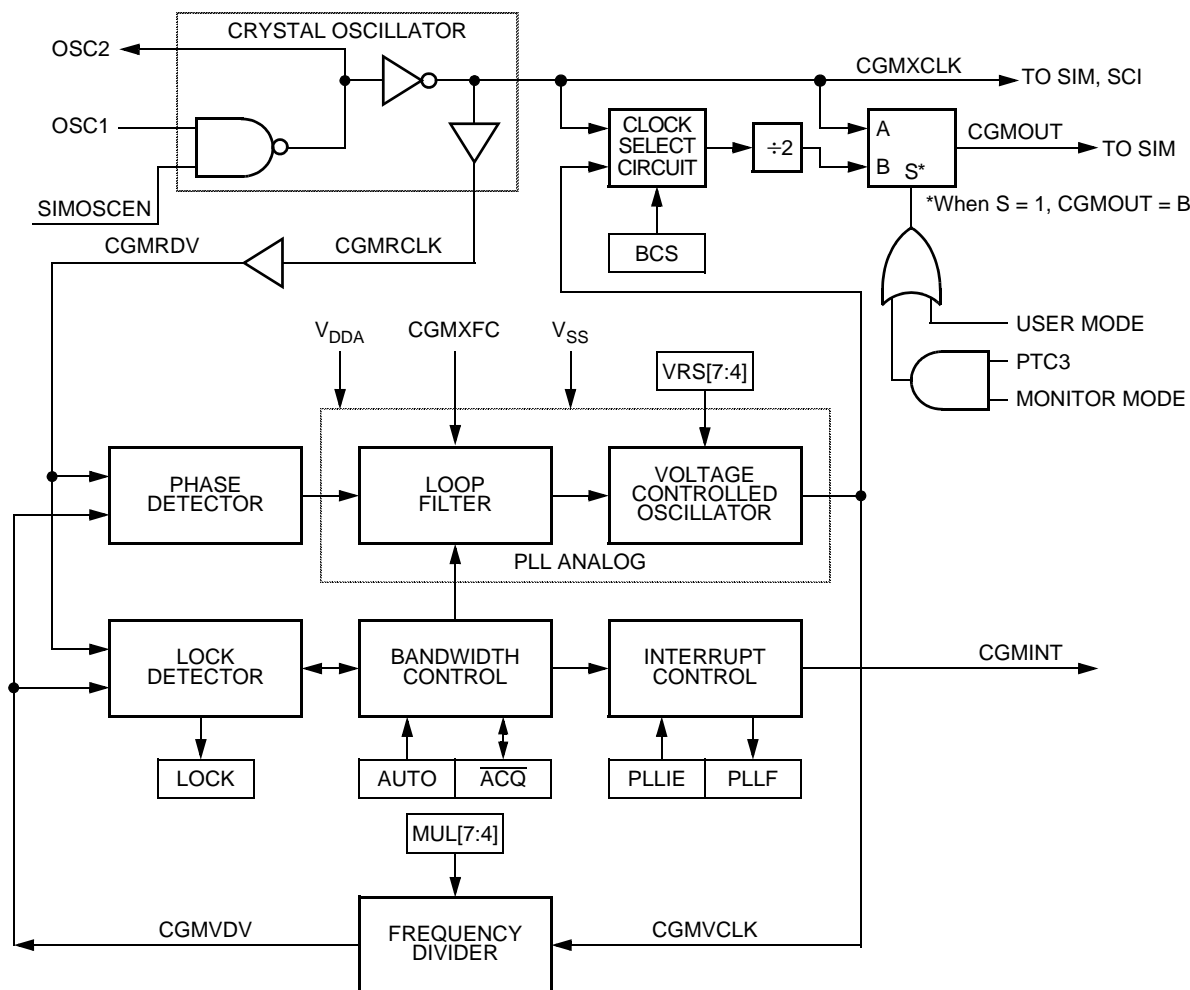 CRYSTAL OSCILLATOR
OSC2
CGMXCLK
TO SIM, SCI
OSC1
CLOCK
SELECT
CIRCUIT
÷2
A
B
S*
CGMOUT
TO SIM
*When S = 1, CGMOUT = B
SIMOSCEN
CGMRDV
CGMRCLK
BCS
USER MODE
PTC3
MONITOR MODE
VDDA
CGMXFC
VSS
VRS[7:4]
PHASE
DETECTOR
LOOP
FILTER
VOLTAGE
CONTROLLED
OSCILLATOR
PLL ANALOG
LOCK
DETECTOR
BANDWIDTH
CONTROL
INTERRUPT
CONTROL
CGMINT
LOCK
AUTO
A̅C̅Q̅
PLLIE
PLLF
MUL[7:4]
CGMVDV
FREQUENCY
DIVIDER
CGMVCLK